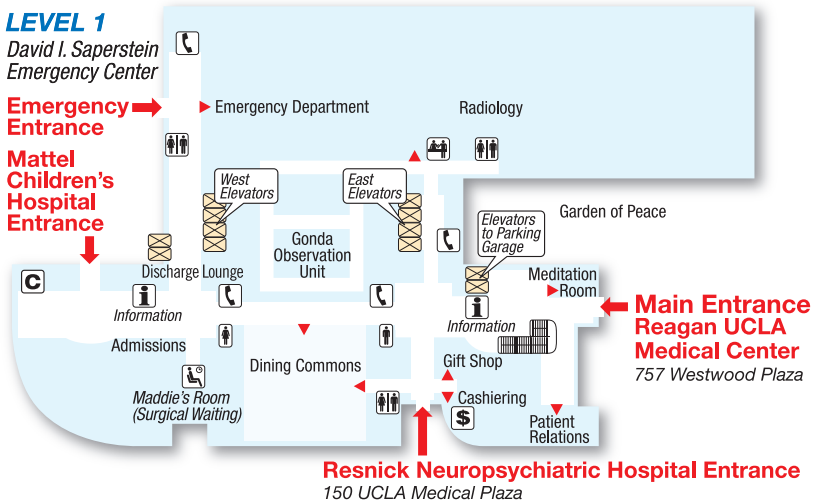 LEVEL 1
David I. Saperstein
Emergency Center
Emergency
Entrance
Emergency Department
Radiology
Mattel
Children's
Hospital
Entrance
West
Elevators
East
Elevators
Elevators
to Parking
Garage
Garden of Peace
Gonda
Observation
Unit
Discharge Lounge
Meditation
Room
C
i
Information
i
Information
Main Entrance
Reagan UCLA
Medical Center
757 Westwood Plaza
Admissions
Dining Commons
Gift Shop
Maddie's Room
(Surgical Waiting)
Cashiering
$
Patient
Relations
Resnick Neuropsychiatric Hospital Entrance
150 UCLA Medical Plaza